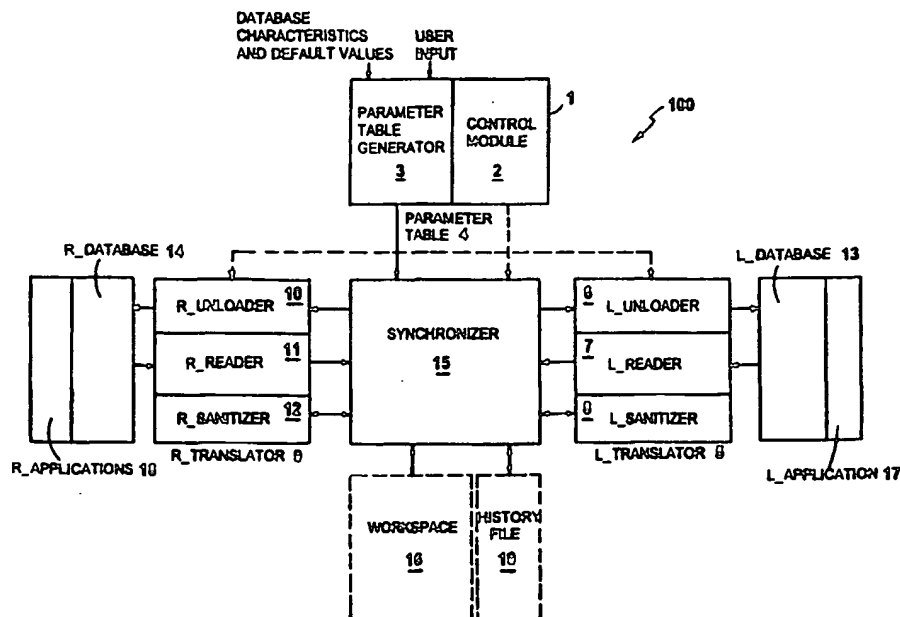 DATABASE
CHARACTERISTICS
AND DEFAULT VALUES
USER
INPUT
1
100
PARAMETER
TABLE
GENERATOR
3
CONTROL
MODULE
2
PARAMETER
TABLE 4
R_DATABASE 14
L_DATABASE 13
R_UXLOADER 10
R_READER 11
R_SANITIZER 12
SYNCHRONIZER
15
6 L_UNLOADER
7 L_READER
L_SANITIZER
R_TRANSLATOR
L_TRANSLATOR
R_APPLICATIONS
L_APPLICATION 17
WORKSPACE
16
HISTORY
FILE